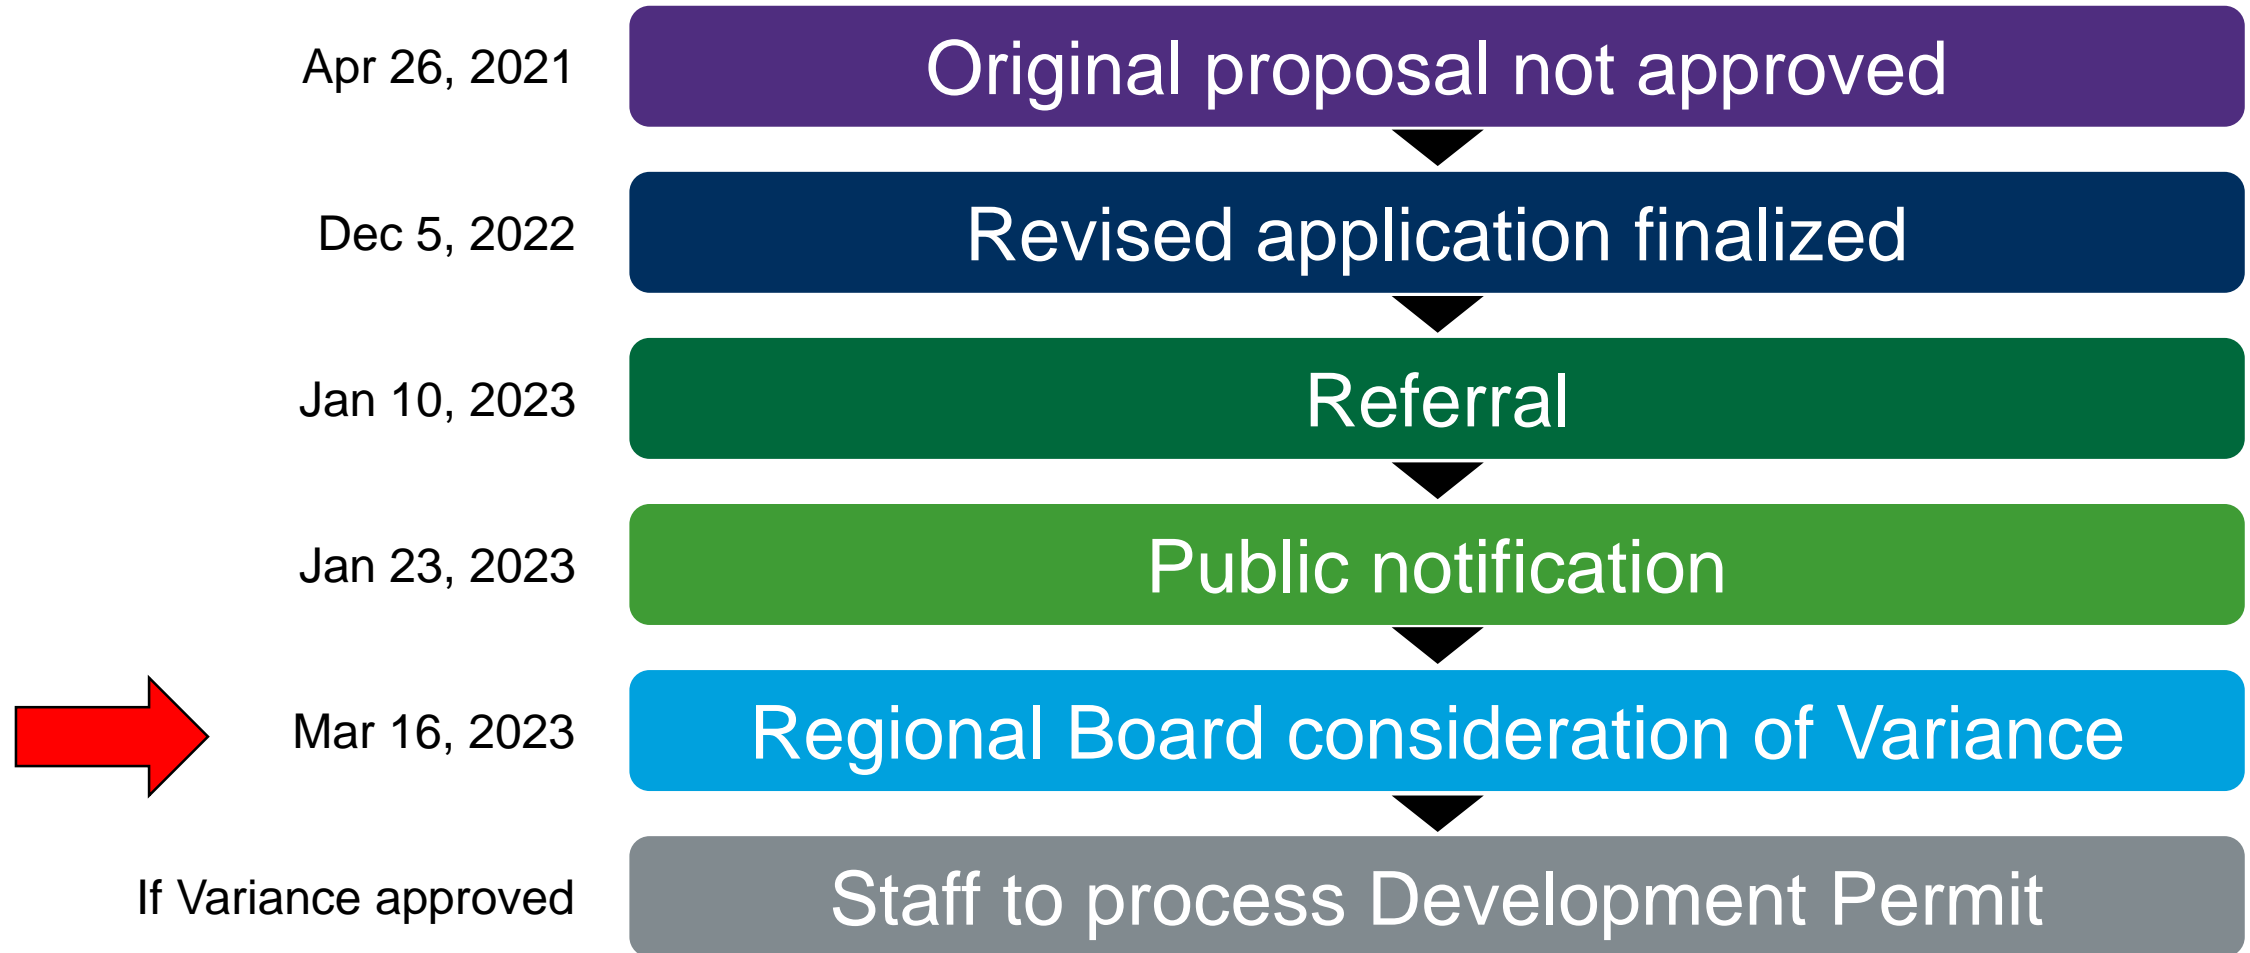 Apr 26, 2021
Original proposal not approved
Dec 5, 2022
Revised application finalized
Jan 10, 2023
Referral
Jan 23, 2023
Public notification
Mar 16, 2023
Regional Board consideration of Variance
If Variance approved
Staff to process Development Permit